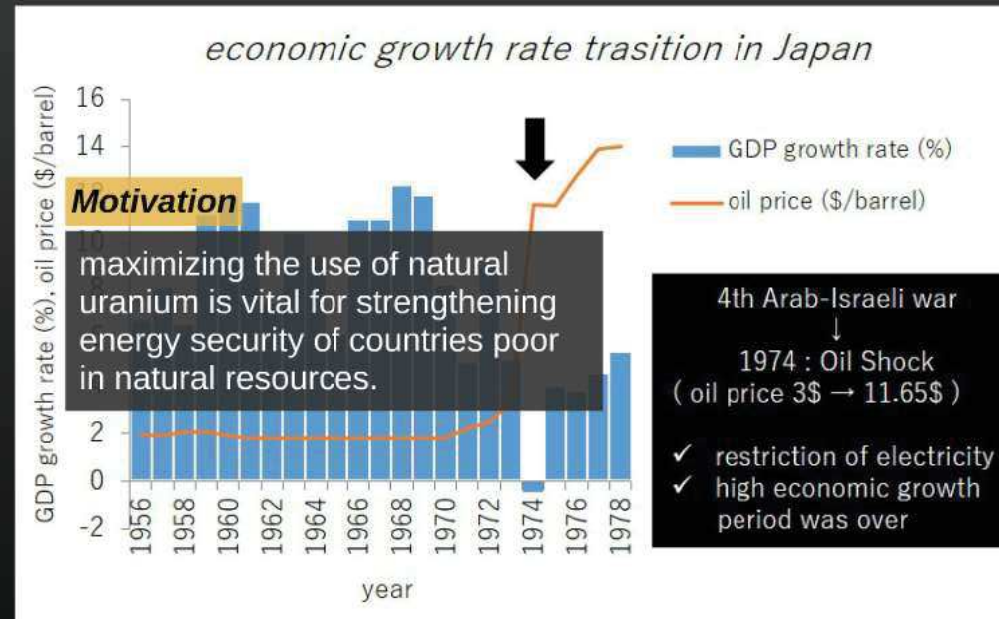 economic growth rate trasition in Japan
GDP growth rate (%), oil price ($/barrel)
16
14
12
10
2
0
-2
Motivation
maximizing the use of natural
uranium is vital for strengthening
energy security of countries poor
in natural resources.
1956
1958
1960
1962
1964
1966
1968
1970
1972
1974
1976
1978
year
GDP growth rate (%)
oil price ($/barrel)
4th Arab-Israeli war
↓
1974 : Oil Shock
( oil price 3$ → 11.65$ )
✓ restriction of electricity
✓ high economic growth
period was over